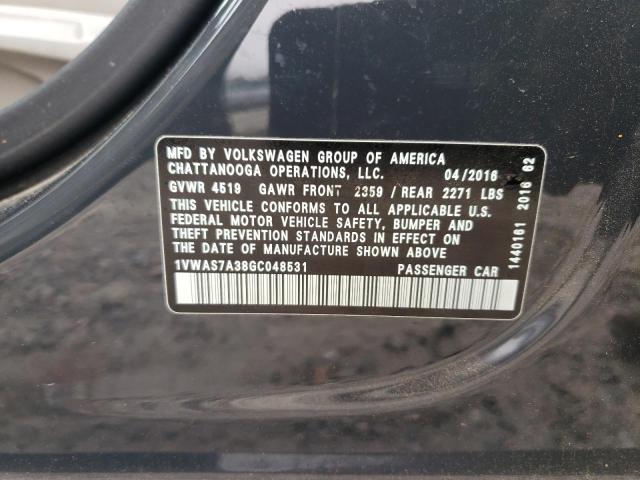 MFD BY VOLKSWAGEN GROUP OF AMERICA
CHATTANOOGA OPERATIONS, LLC. 04/2016
GVWR 4519 GAWR FRONT 2359 / REAR 2271 LBS
THIS VEHICLE CONFORMS TO ALL APPLICABLE U.S.
FEDERAL MOTOR VEHICLE SAFETY, BUMPER AND
THEFT PREVENTION STANDARDS IN EFFECT ON
THE DATE OF MANUFACTURE SHOWN ABOVE
1VWAS7A38GC048531 PASSENGER CAR
1440161 2016 62